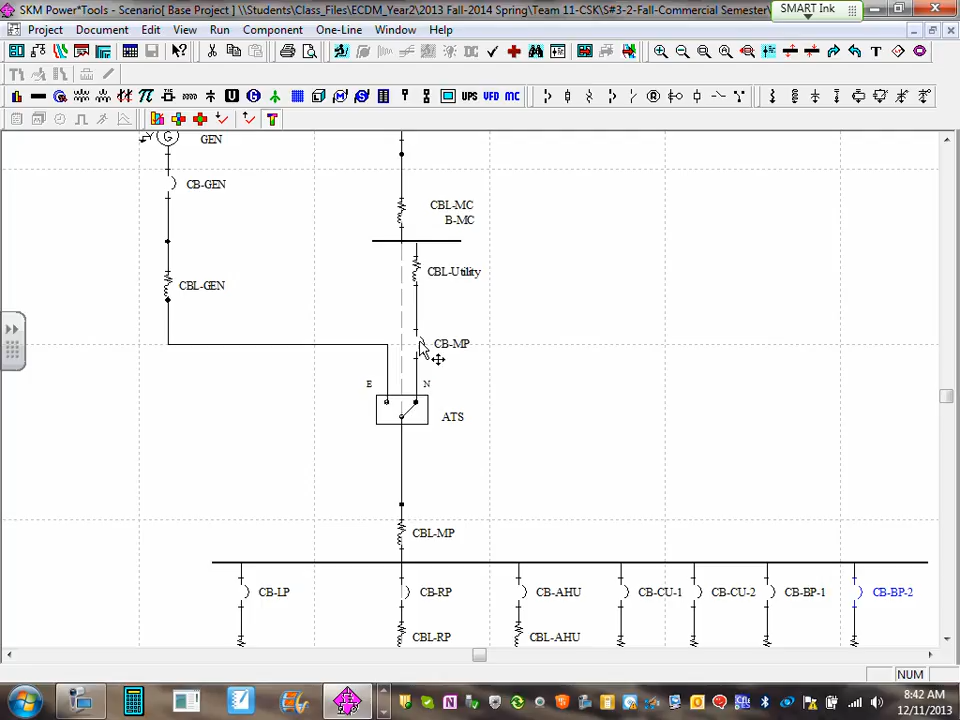 SKM Power*Tools - Scenario[ Base Project ] \\Students\Class_Files\ECDM_Year2\2013 Fall-2014 Spring\Team 11-CSK\S#3-2-Fall-Commercial Semester\
SMART Ink
Project Document Edit View Run Component One-Line Window Help
UPS VFD MC
G GEN
CB-GEN
CBL-MC
B-MC
CBL-Utility
CBL-GEN
CB-MP
E N
ATS
CBL-MP
CB-LP CB-RP CB-AHU CB-CU-1 CB-CU-2 CB-BP-1 CB-BP-2
CBL-RP CBL-AHU
NUM
8:42 AM
12/11/2013